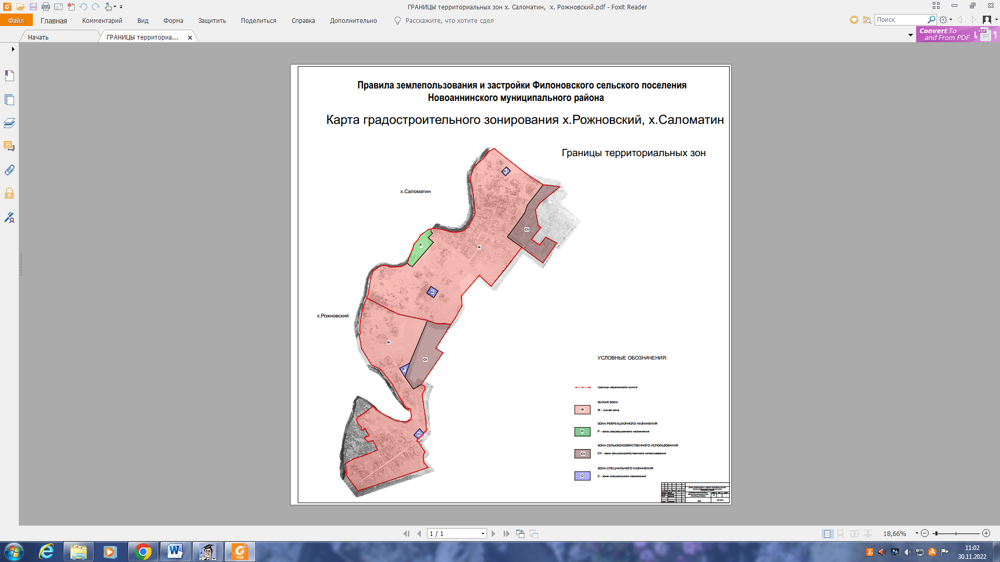 ГРАНИЦЫ территориальных зон х. Саломатин,  х. Рожновский.pdf - Foxit Reader
Файл Главная Комментарий Вид Форма Защитить Поделиться Справка Дополнительно Расскажите, что хотите сдел Поиск
Начать ГРАНИЦЫ территориа...
Convert To
and From PDF
PDF
Правила землепользования и застройки Филоновского сельского поселения
Новоаннинского муниципального района
Карта градостроительного зонирования х.Рожновский, х.Саломатин
Границы территориальных зон
С
х.Саломатин
СХ
Р
Ж
С
х.Рожновский
Ж
СХ
С
С
УСЛОВНЫЕ ОБОЗНАЧЕНИЯ:
граница населенного пункта
ЖИЛАЯ ЗОНА
Ж Ж - жилая зона
ЗОНА РЕКРЕАЦИОННОГО НАЗНАЧЕНИЯ
Р Р - зона рекреационного назначения
ЗОНА СЕЛЬСКОХОЗЯЙСТВЕННОГО ИСПОЛЬЗОВАНИЯ
СХ СХ - зона сельскохозяйственного использования
ЗОНА СПЕЦИАЛЬНОГО НАЗНАЧЕНИЯ
С С - зона специального назначения
1 / 1
18,66%
PDF
11:02
30.11.2022